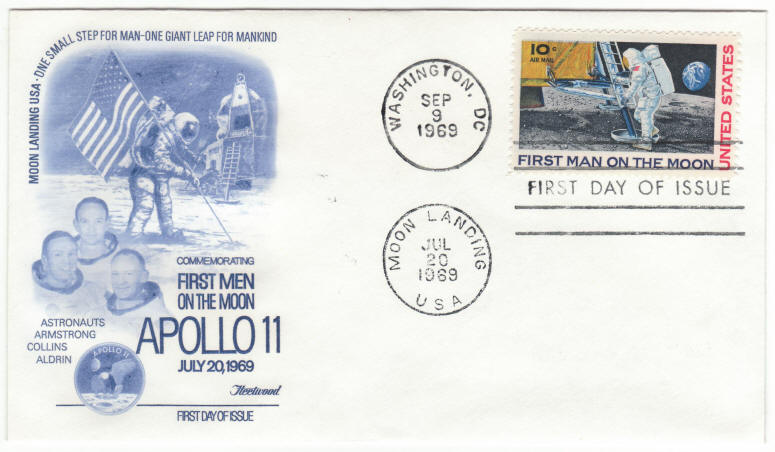 MOON LANDING USA · ONE SMALL STEP FOR MAN-ONE GIANT LEAP FOR MANKIND
COMMEMORATING
FIRST MEN
ON THE MOON
APOLLO 11
JULY 20, 1969
ASTRONAUTS
ARMSTRONG
COLLINS
ALDRIN
APOLLO 11
Fleetwood
FIRST DAY OF ISSUE
WASHINGTON, DC
SEP
9
1969
MOON LANDING
JUL
20
1969
USA
10c
AIR MAIL
UNITED STATES
FIRST MAN ON THE MOON
FIRST DAY OF ISSUE